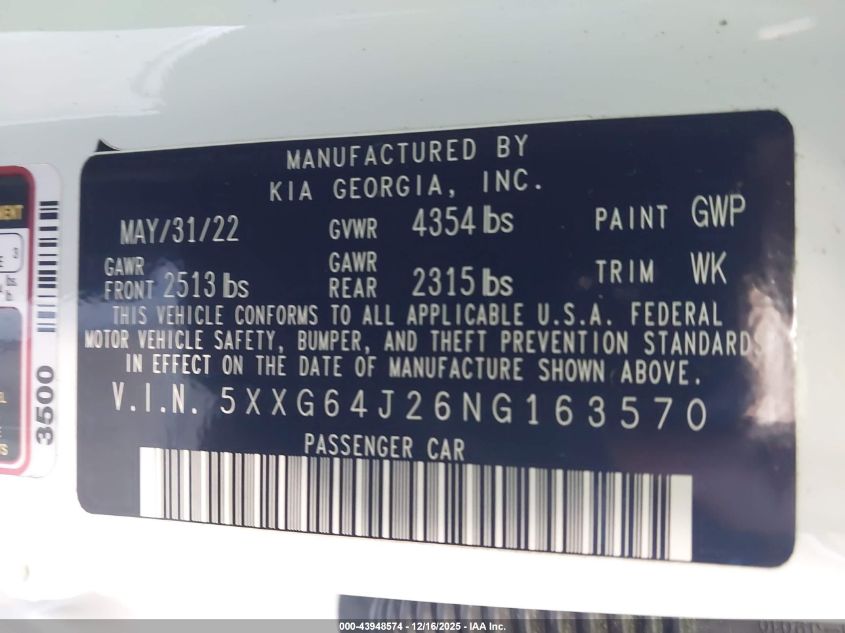 MANUFACTURED BY
KIA GEORGIA, INC.
MAY/31/22 GVWR 4354 lbs PAINT GWP
GAWR FRONT 2513 lbs GAWR REAR 2315 lbs TRIM WK
THIS VEHICLE CONFORMS TO ALL APPLICABLE U.S.A. FEDERAL
MOTOR VEHICLE SAFETY, BUMPER, AND THEFT PREVENTION STANDARDS
IN EFFECT ON THE DATE OF MANUFACTURE SHOWN ABOVE.
V.I.N. 5XXG64J26NG163570
PASSENGER CAR
3500
3
lbs
lb.
000-43948574 - 12/16/2025 - IAA Inc.